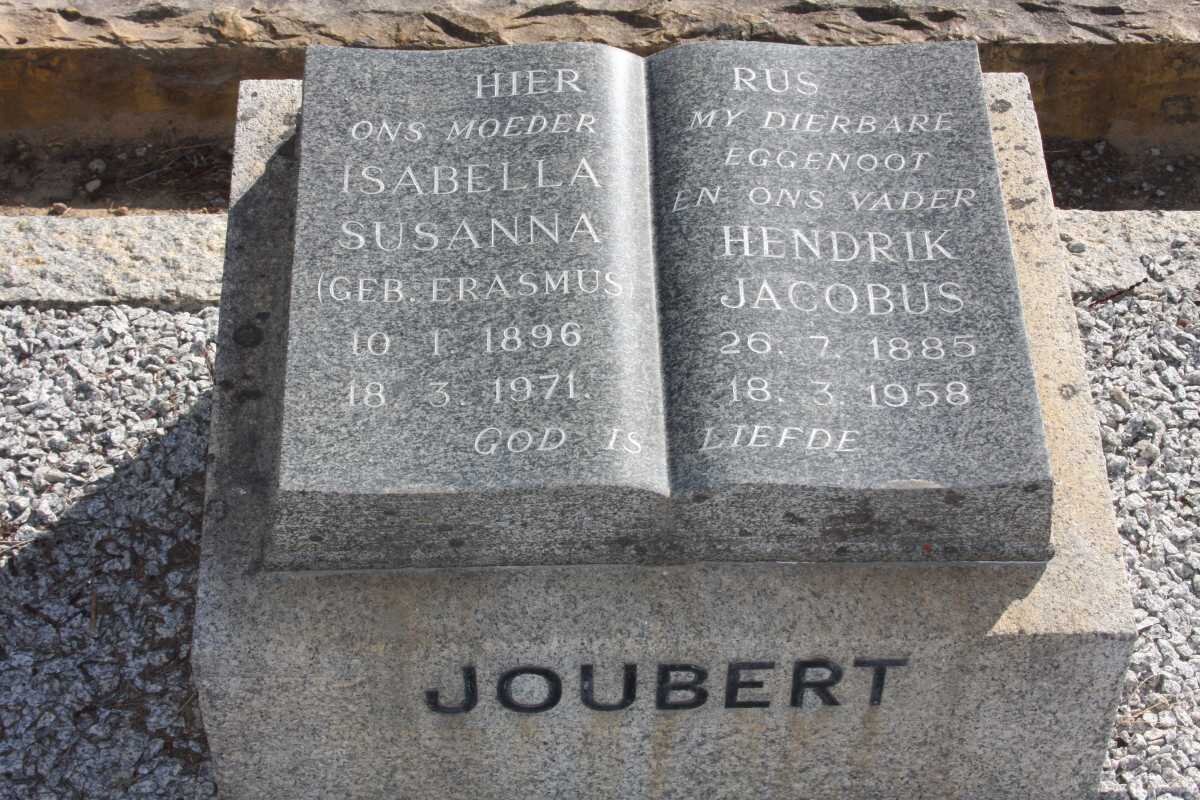 HIER RUS
ONS MOEDER
ISABELLA
SUSANNA
(GEB. ERASMUS)
10. 1. 1896
18. 3. 1971.
MY DIERBARE
EGGENOOT
EN ONS VADER
HENDRIK
JACOBUS
26. 7. 1885
18. 3. 1958
GOD IS LIEFDE
JOUBERT